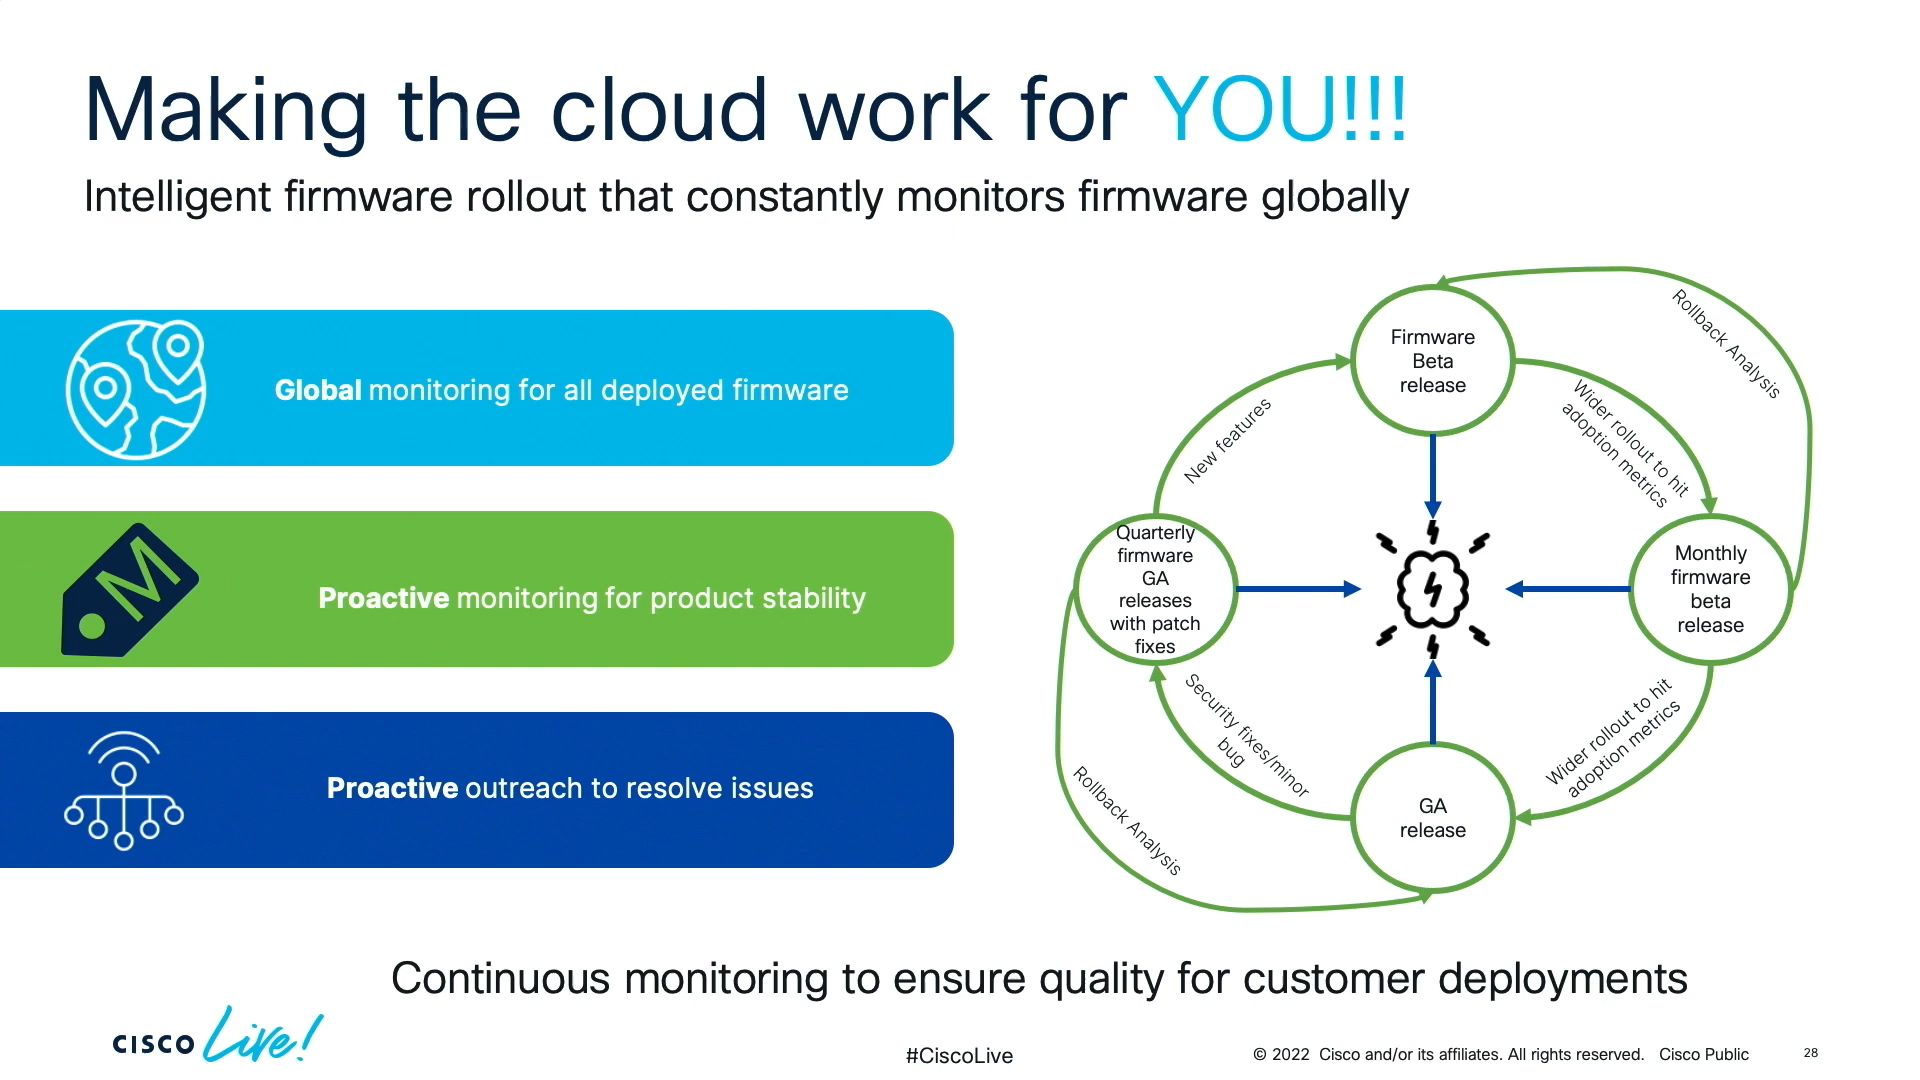 Making the cloud work for YOU!!!
Intelligent firmware rollout that constantly monitors firmware globally
Global monitoring for all deployed firmware
M
Proactive monitoring for product stability
Proactive outreach to resolve issues
Firmware
Beta
release
Rollback Analysis
Wider rollout to hit
adoption metrics
New features
Quarterly
firmware
GA
releases
with patch
fixes
Monthly
firmware
beta
release
Security fixes/minor
bug
Wider rollout to hit
adoption metrics
Rollback Analysis
GA
release
Continuous monitoring to ensure quality for customer deployments
CISCO Live!
#CiscoLive
© 2022 Cisco and/or its affiliates. All rights reserved. Cisco Public
28